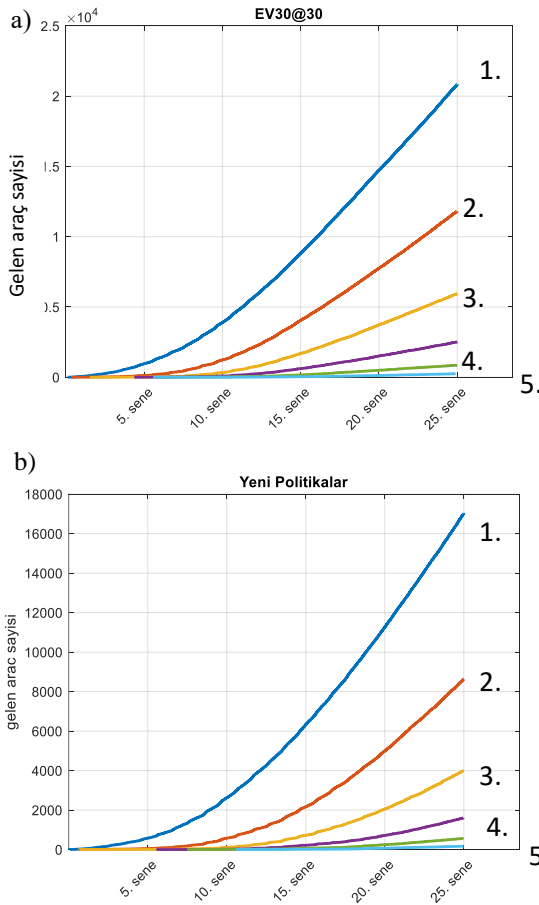 a)
EV30@30
×10⁴
2.5
2
1.5
1
0.5
0
Gelen araç sayisi
1.
2.
3.
4.
5.
5. sene
10. sene
15. sene
20. sene
25. sene
b)
Yeni Politikalar
18000
16000
14000
12000
10000
8000
6000
4000
2000
0
gelen arac sayisi
1.
2.
3.
4.
5
5. sene
10. sene
15. sene
20. sene
25. sene